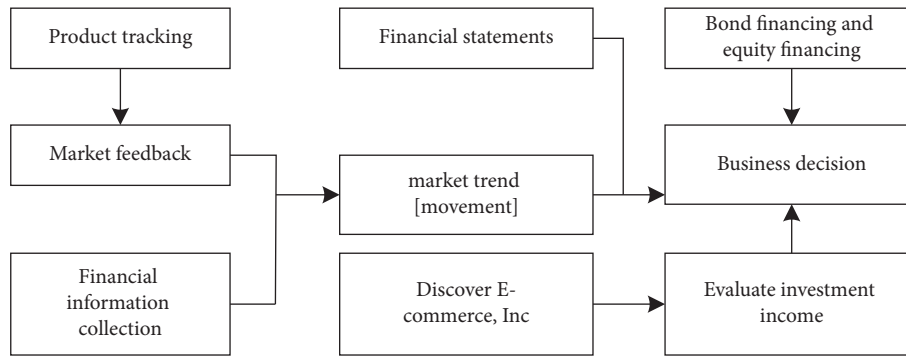 Product tracking
Financial statements
Bond financing and
equity financing
Market feedback
market trend
[movement]
Business decision
Financial
information
collection
Discover E-
commerce, Inc
Evaluate investment
income